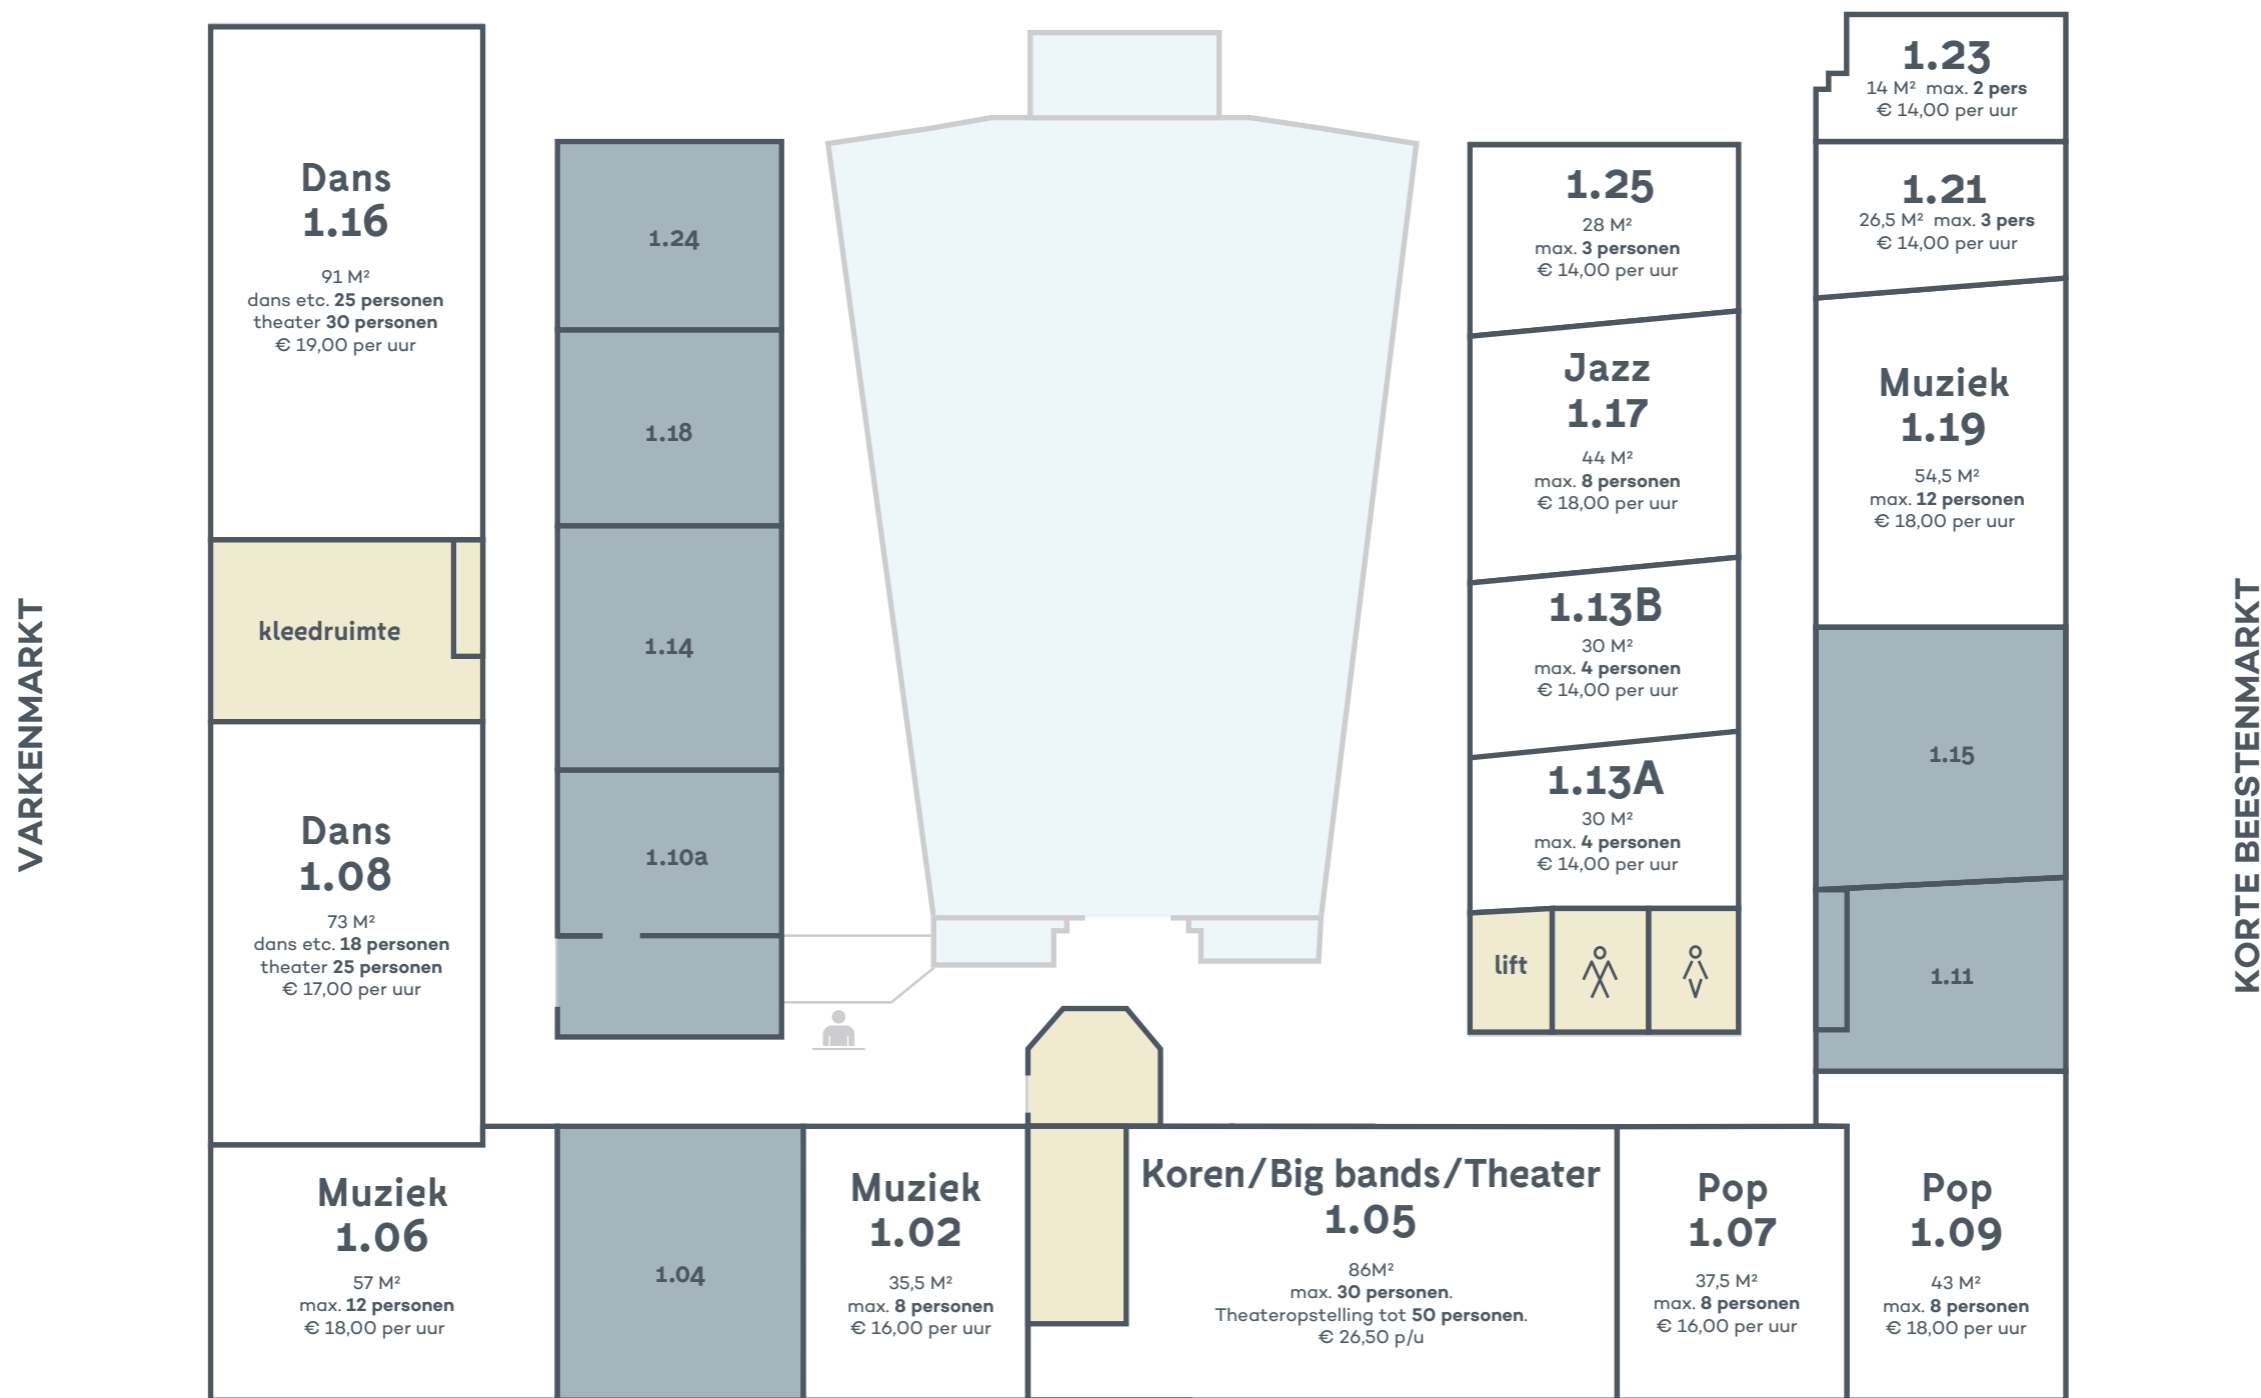 VARKENMARKT
Dans
1.16
91 M²
dans etc. 25 personen
theater 30 personen
€ 19,00 per uur
kleedruimte
Dans
1.08
73 M²
dans etc. 18 personen
theater 25 personen
€ 17,00 per uur
Muziek
1.06
57 M²
max. 12 personen
€ 18,00 per uur
1.24
1.18
1.14
1.10a
1.04
Muziek
1.02
35,5 M²
max. 8 personen
€ 16,00 per uur
Koren/Big bands/Theater
1.05
86M²
max. 30 personen.
Theateropstelling tot 50 personen.
€ 26,50 p/u
Pop
1.07
37,5 M²
max. 8 personen
€ 16,00 per uur
Pop
1.09
43 M²
max. 8 personen
€ 18,00 per uur
1.25
28 M²
max. 3 personen
€ 14,00 per uur
Jazz
1.17
44 M²
max. 8 personen
€ 18,00 per uur
1.13B
30 M²
max. 4 personen
€ 14,00 per uur
1.13A
30 M²
max. 4 personen
€ 14,00 per uur
lift
1.23
14 M² max. 2 pers
€ 14,00 per uur
1.21
26,5 M² max. 3 pers
€ 14,00 per uur
Muziek
1.19
54,5 M²
max. 12 personen
€ 18,00 per uur
1.15
1.11
KORTE BEESTENMARKT